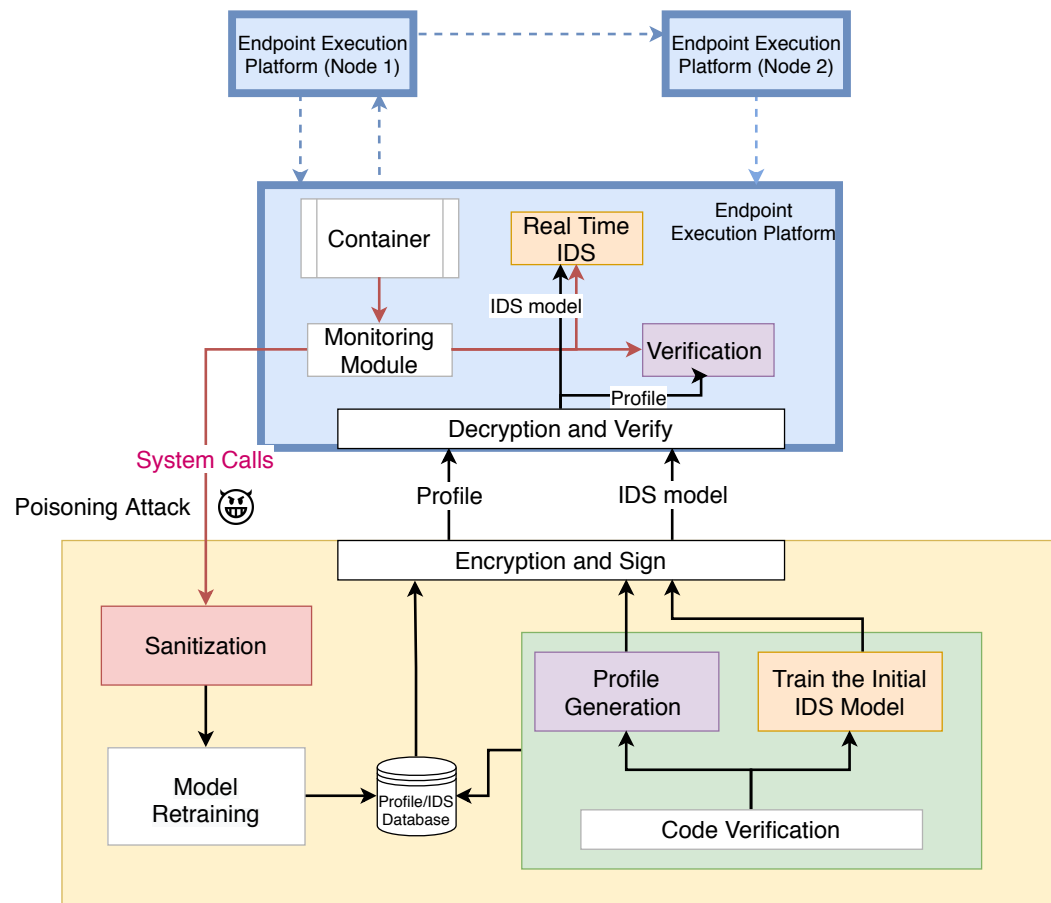 Endpoint Execution
Platform (Node 1)
Endpoint Execution
Platform (Node 2)
Endpoint
Execution Platform
Container
Real Time
IDS
IDS model
Monitoring
Module
Verification
Profile
Decryption and Verify
System Calls
Poisoning Attack
Profile
IDS model
Encryption and Sign
Sanitization
Profile
Generation
Train the Initial
IDS Model
Model
Retraining
Profile/IDS
Database
Code Verification